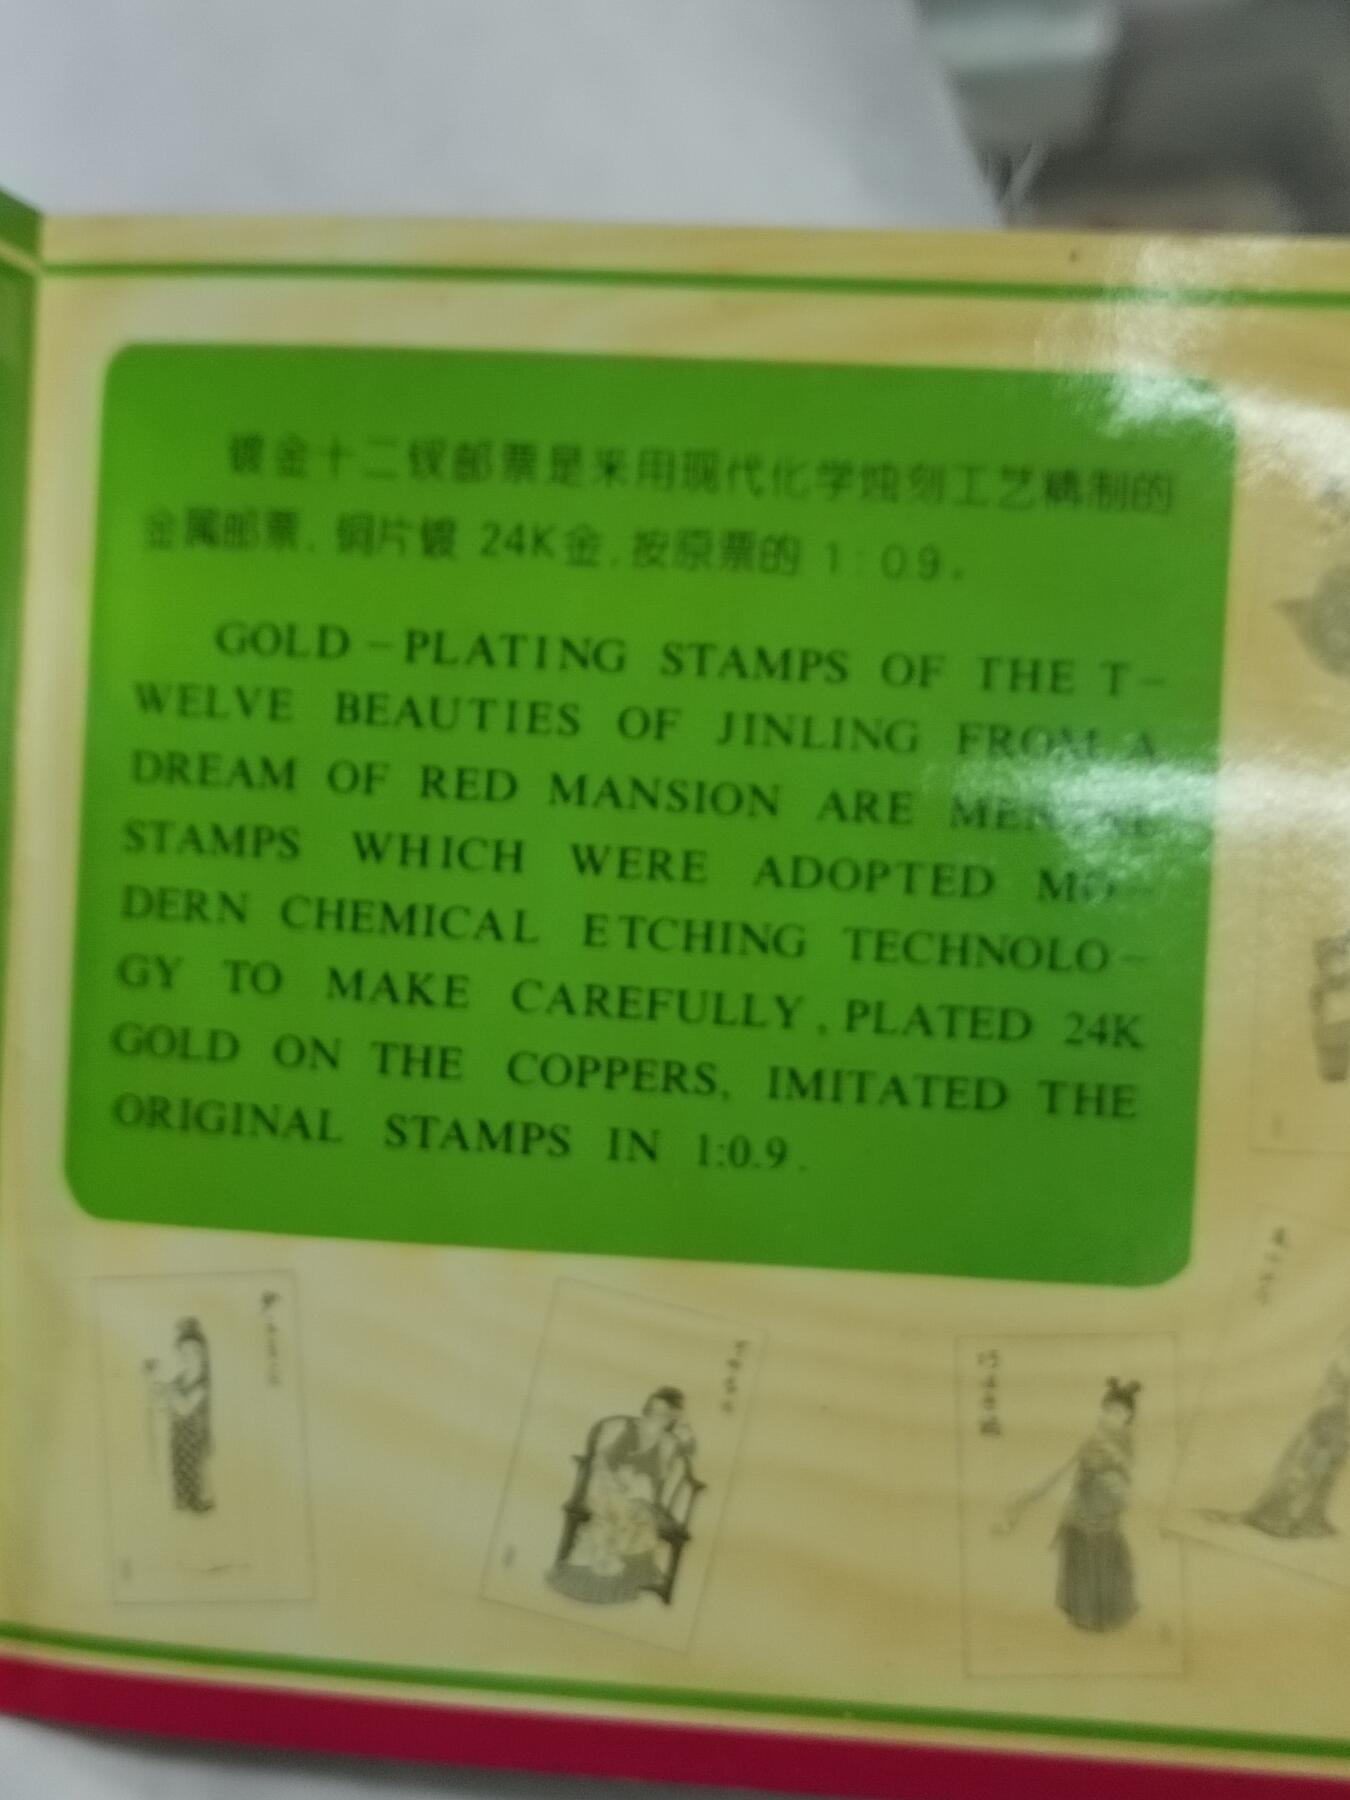 镀金十二钗邮票是采用现代化学蚀刻工艺精制的
金属邮票，铜片镀 24K金，按原票的 1：0.9。
GOLD-PLATING STAMPS OF THE T-
WELVE BEAUTIES OF JINLING FROM A
DREAM OF RED MANSION ARE
STAMPS WHICH WERE ADOPTED MO-
DERN CHEMICAL ETCHING TECHNOLO-
GY TO MAKE CAREFULLY, PLATED 24K
GOLD ON THE COPPERS, IMITATED THE
ORIGINAL STAMPS IN 1:0.9.